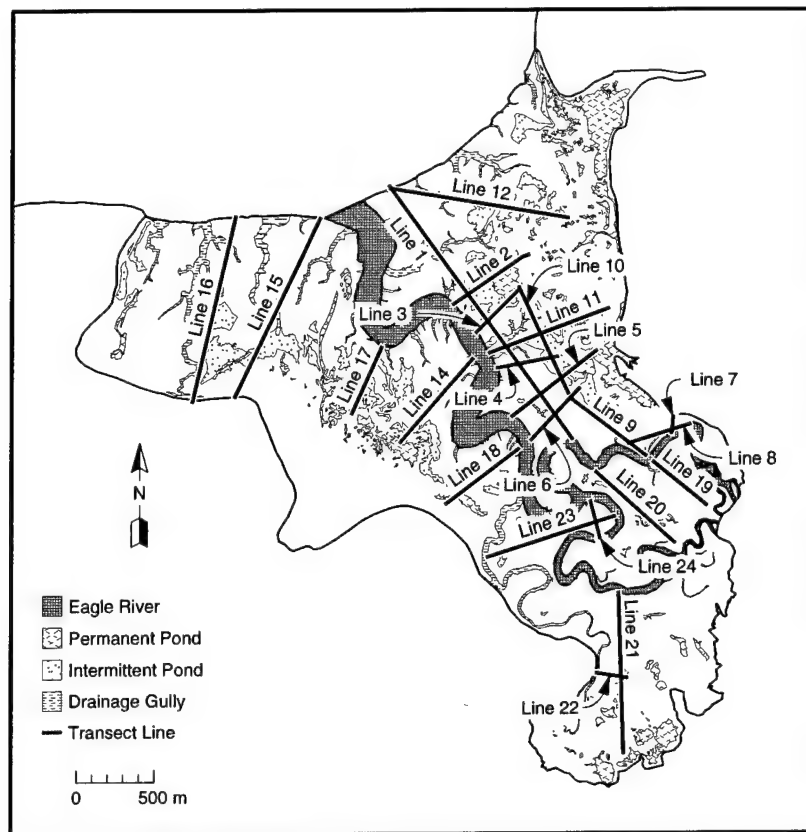 Line 12
Line 1
Line 2
Line 10
Line 16
Line 15
Line 3
Line 11
Line 5
Line 17
Line 14
Line 4
Line 7
Line 9
Line 18
Line 8
Line 6
Line 20
Line 19
N
Line 23
Line 24
Line 21
Line 22
Eagle River
Permanent Pond
Intermittent Pond
Drainage Gully
Transect Line
0 500 m